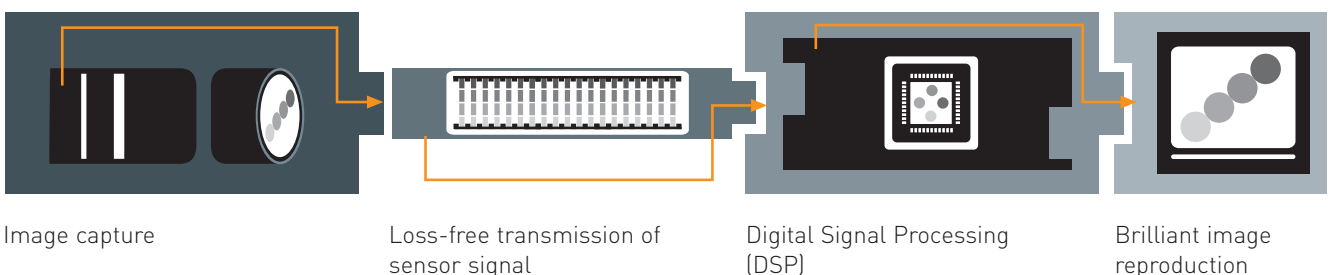 Image capture
Loss-free transmission of
sensor signal
Digital Signal Processing
(DSP)
Brilliant image
reproduction